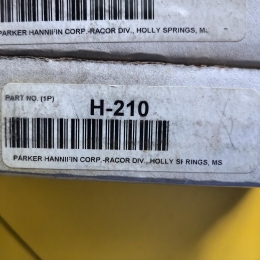 PARKER HANNIFIN CORP.-RACOR DIV., HOLLY SPRINGS, MS
PART NO. (1P)
H-210
PARKER HANNIFIN CORP.-RACOR DIV., HOLLY SPRINGS, MS